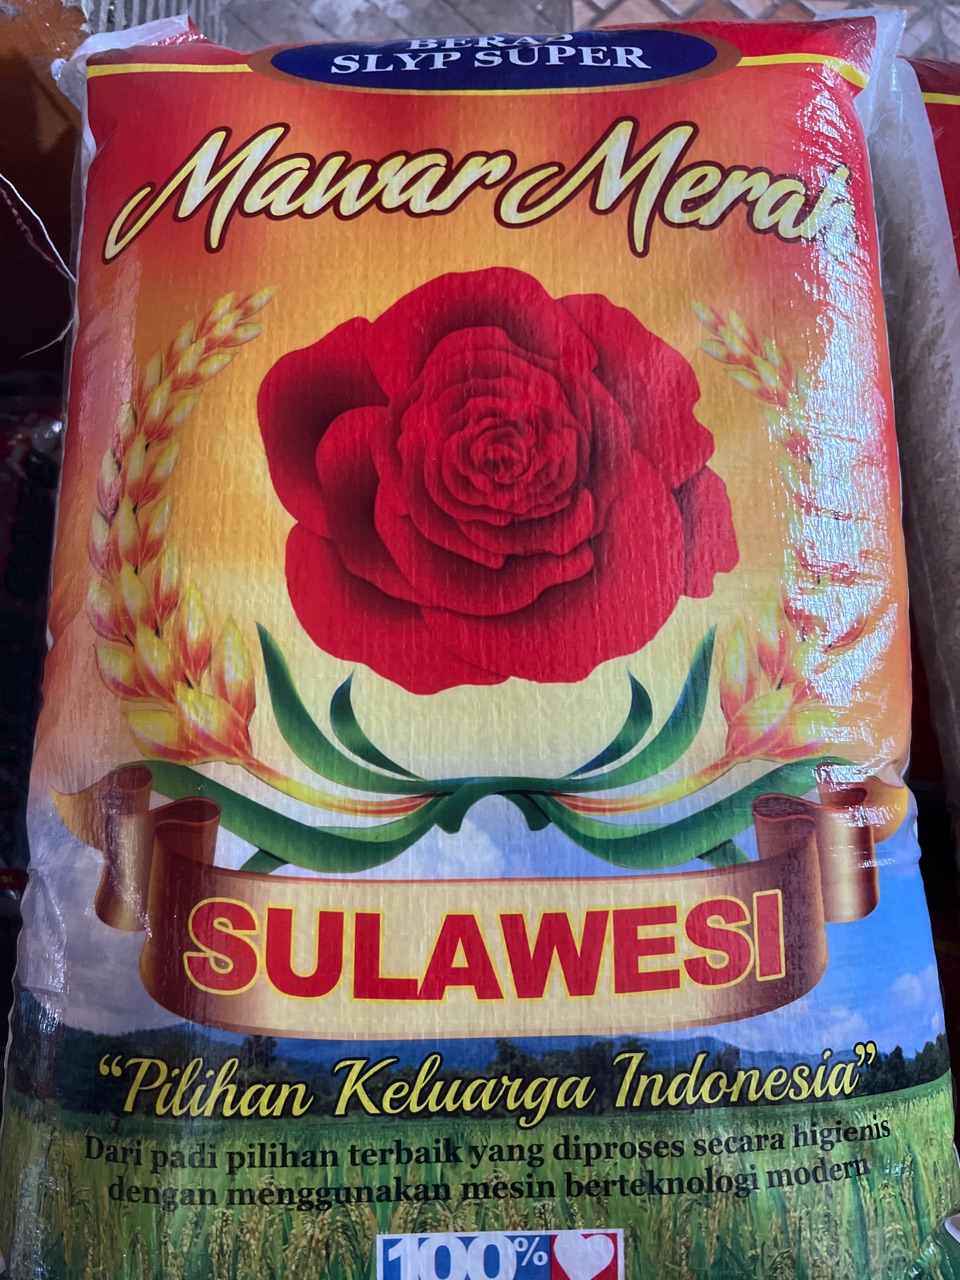 BERAS
SLYP SUPER
Mawar Merah
SULAWESI
“Pilihan Keluarga Indonesia”
Dari padi pilihan terbaik yang diproses secara higienis
dengan menggunakan mesin berteknologi modern
100%